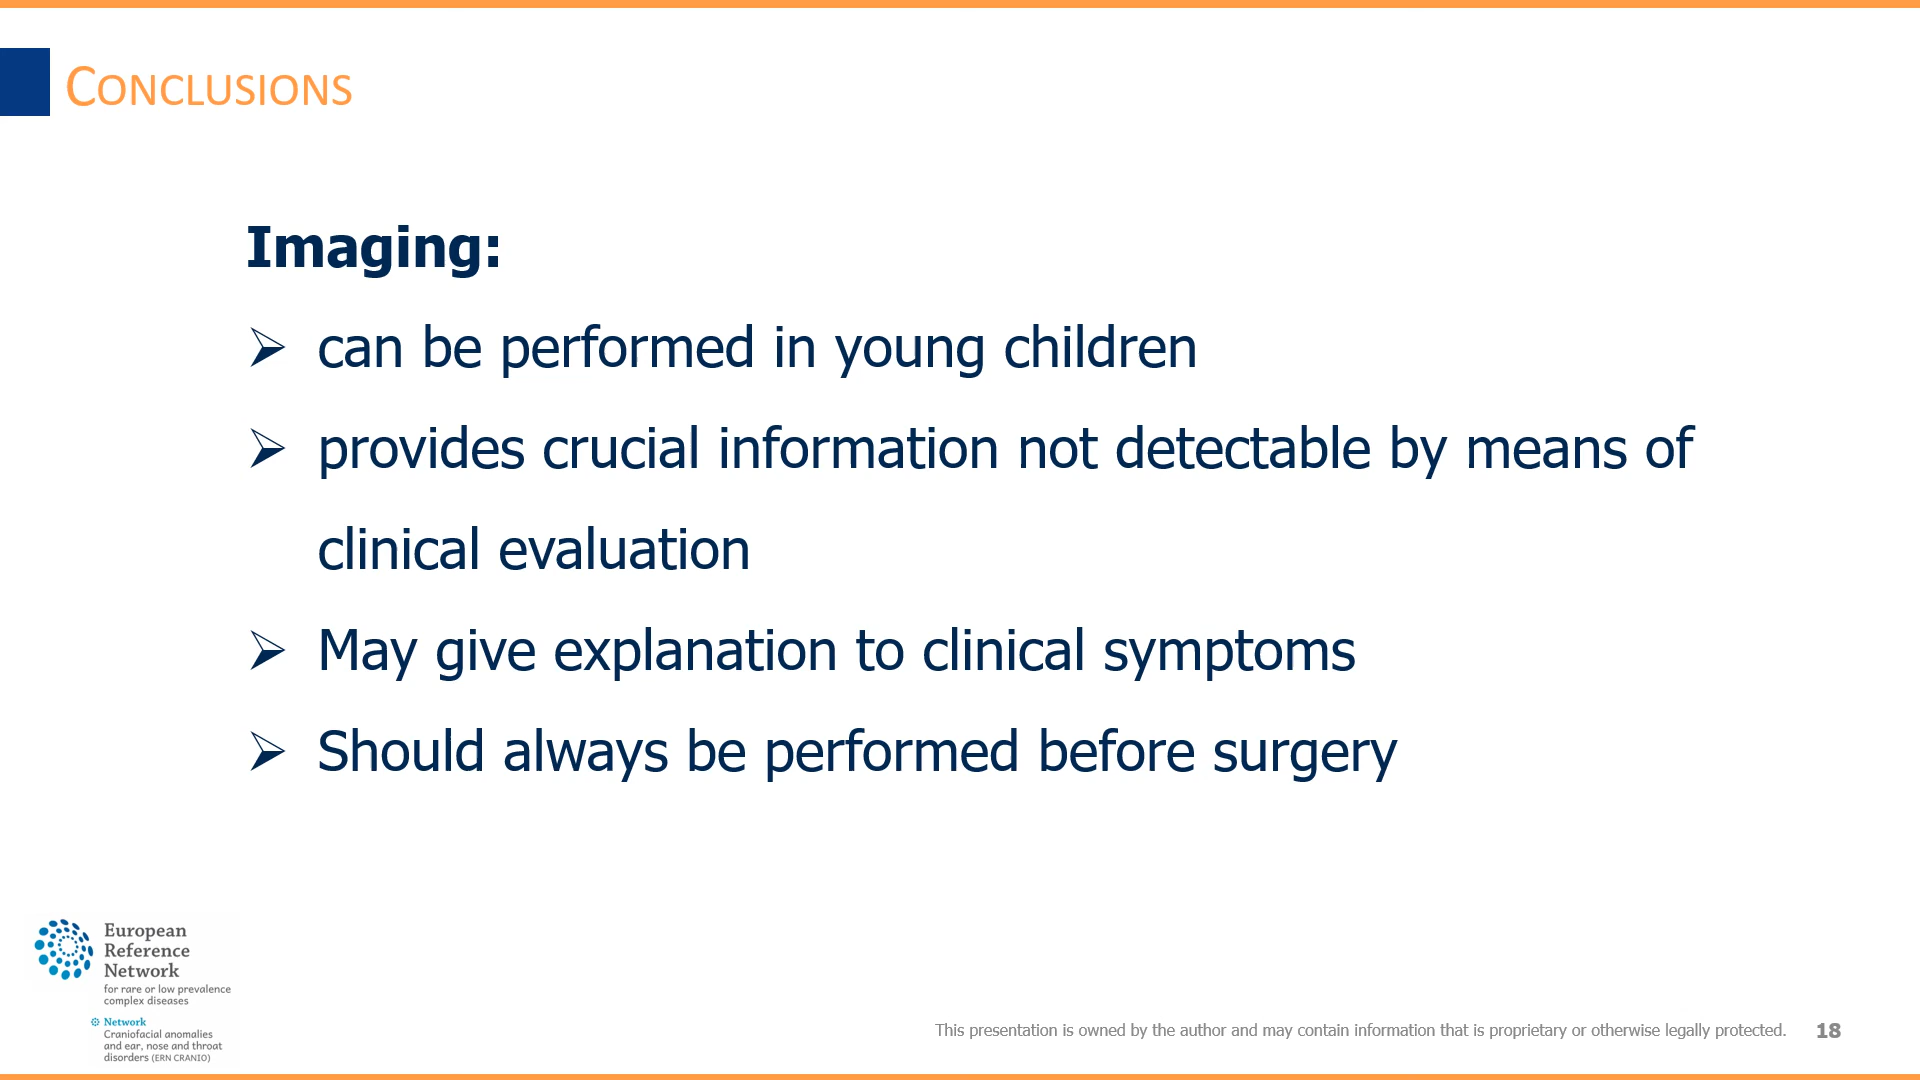 CONCLUSIONS
Imaging:
➢ can be performed in young children
➢ provides crucial information not detectable by means of
clinical evaluation
➢ May give explanation to clinical symptoms
➢ Should always be performed before surgery
European
Reference
Network
for rare or low prevalence
complex diseases
Network
Craniofacial anomalies
and ear, nose and throat
disorders (ERN CRANIO)
This presentation is owned by the author and may contain information that is proprietary or otherwise legally protected. 18